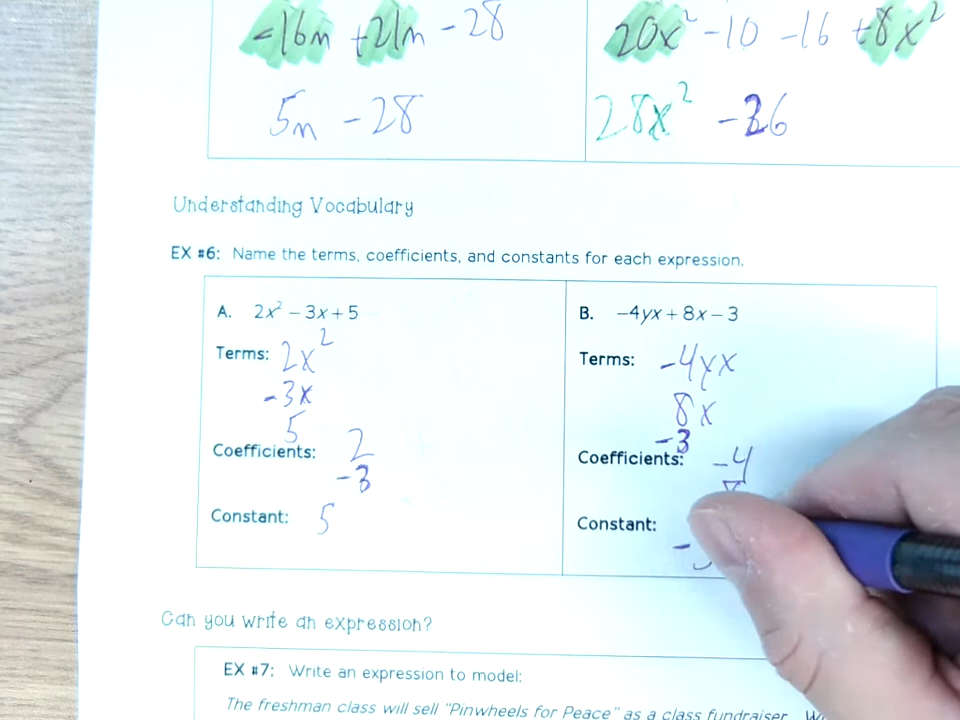 -16m +21m - 28
5m - 28
20x² - 10 - 16 + 8x²
28x² - 26
Understanding Vocabulary
EX #6: Name the terms, coefficients, and constants for each expression.
A. 2x² – 3x + 5
Terms: 2x²
-3x
5
Coefficients: 2
-3
Constant: 5
B. –4yx + 8x – 3
Terms: -4yx
8x
-3
Coefficients: -4
Constant:
Can you write an expression?
EX #7: Write an expression to model:
The freshman class will sell "Pinwheels for Peace" as a class fundraiser.